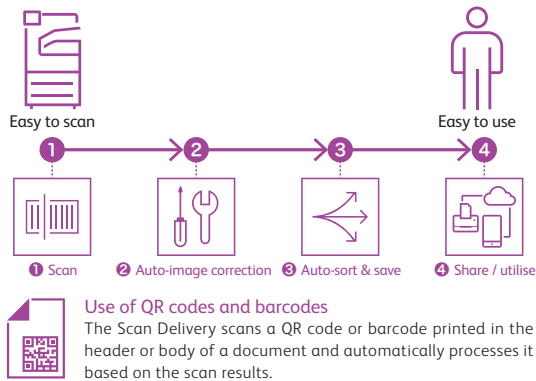 Easy to scan
Easy to use
1 2 3 4
❶ Scan
❷ Auto-image correction
❸ Auto-sort & save
❹ Share / utilise
Use of QR codes and barcodes
The Scan Delivery scans a QR code or barcode printed in the
header or body of a document and automatically processes it
based on the scan results.